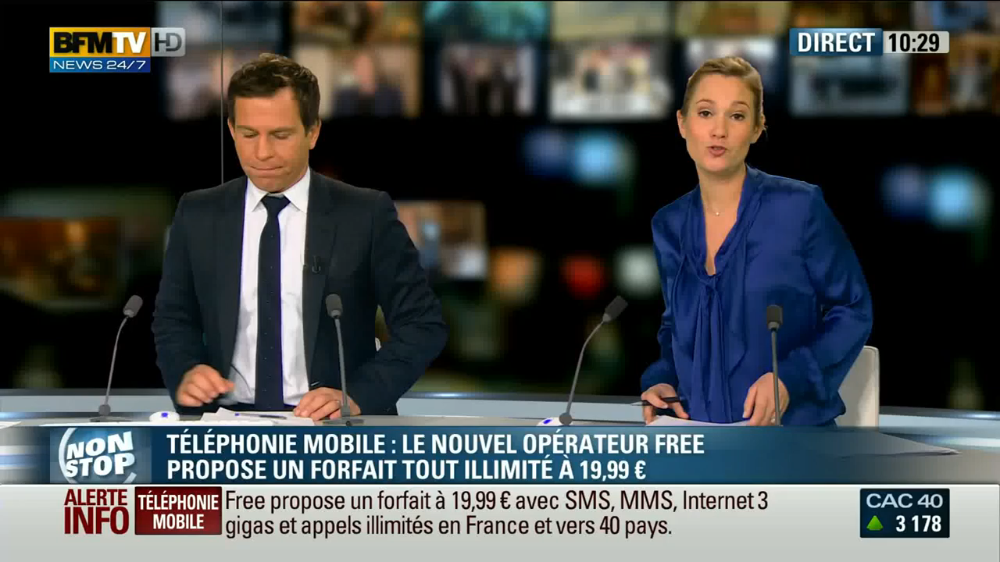 BFMTV HD
NEWS 24/7
DIRECT 10:29
NON STOP
TÉLÉPHONIE MOBILE : LE NOUVEL OPÉRATEUR FREE
PROPOSE UN FORFAIT TOUT ILLIMITÉ À 19,99 €
ALERTE
INFO
TÉLÉPHONIE
MOBILE
Free propose un forfait à 19,99 € avec SMS, MMS, Internet 3
gigas et appels illimités en France et vers 40 pays.
CAC 40
3 178